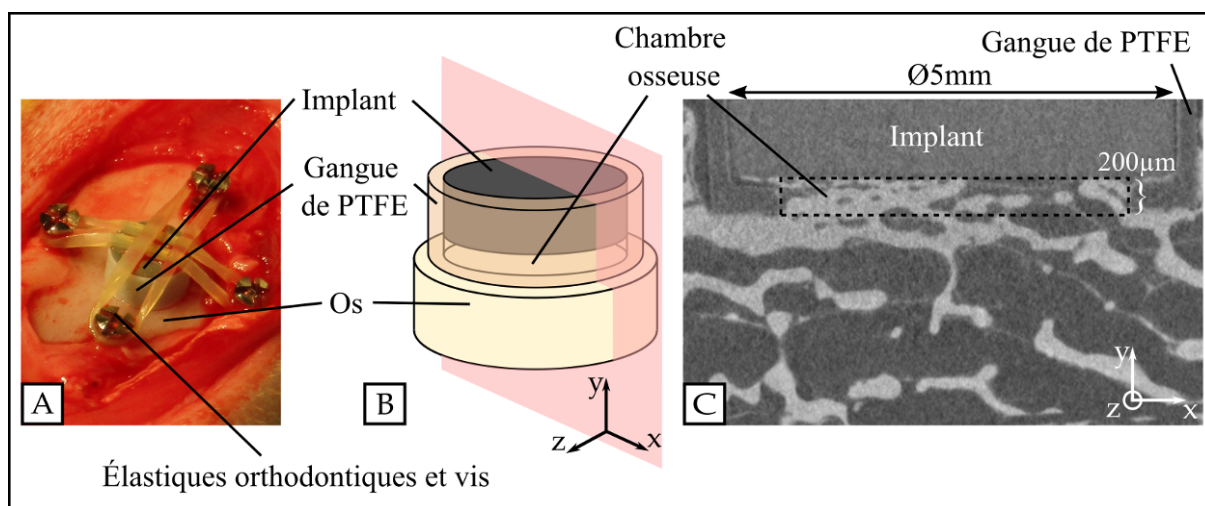 Implant
Gangue
de PTFE
Os
Élastiques orthodontiques et vis
A
Chambre
osseuse
B
y
z
x
Gangue de PTFE
Ø5mm
Implant
200µm
}
C
y
z
x